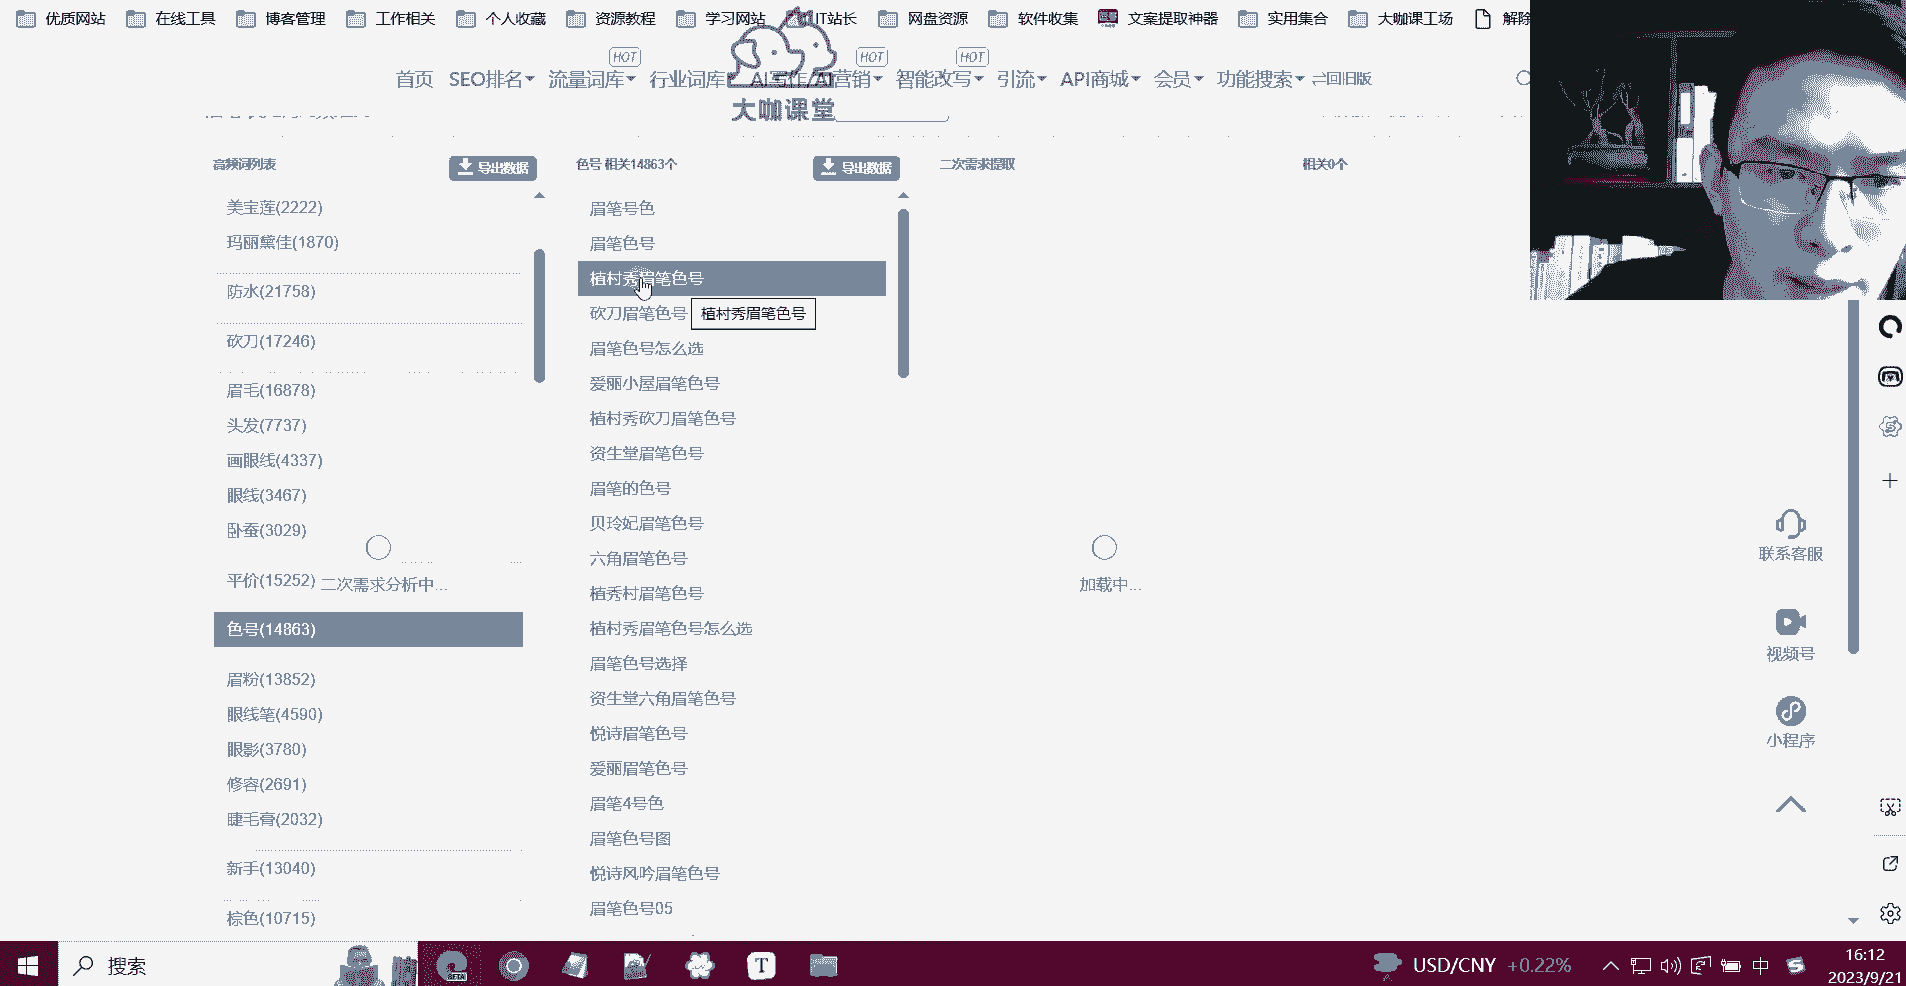 优质网站 在线工具 博客管理 工作相关 个人收藏 资源教程 学习网站 IT站长 网盘资源 软件收集 文案提取神器 实用集合 大咖课工场 解除
HOT HOT HOT
首页 SEO排名 流量词库 行业词库 AI写作/AI营销 智能改写 引流 API商城 会员 功能搜索 ⇌回旧版
大咖课堂
高频词列表 导出数据 色号 相关14863个 导出数据 二次需求提取 相关0个
美宝莲(2222)
玛丽黛佳(1870)
防水(21758)
砍刀(17246)
眉毛(16878)
头发(7737)
画眼线(4337)
眼线(3467)
卧蚕(3029)
平价(15252)
二次需求分析中...
色号(14863)
眉粉(13852)
眼线笔(4590)
眼影(3780)
修容(2691)
睫毛膏(2032)
新手(13040)
棕色(10715)
眉笔号色
眉笔色号
植村秀眉笔色号
砍刀眉笔色号
植村秀眉笔色号
眉笔色号怎么选
爱丽小屋眉笔色号
植村秀砍刀眉笔色号
资生堂眉笔色号
眉笔的色号
贝玲妃眉笔色号
六角眉笔色号
植秀村眉笔色号
植村秀眉笔色号怎么选
眉笔色号选择
资生堂六角眉笔色号
悦诗眉笔色号
爱丽眉笔色号
眉笔4号色
眉笔色号图
悦诗风吟眉笔色号
眉笔色号05
加载中...
联系客服
视频号
小程序
搜索
BETA
T
USD/CNY +0.22%
中
16:12
2023/9/21